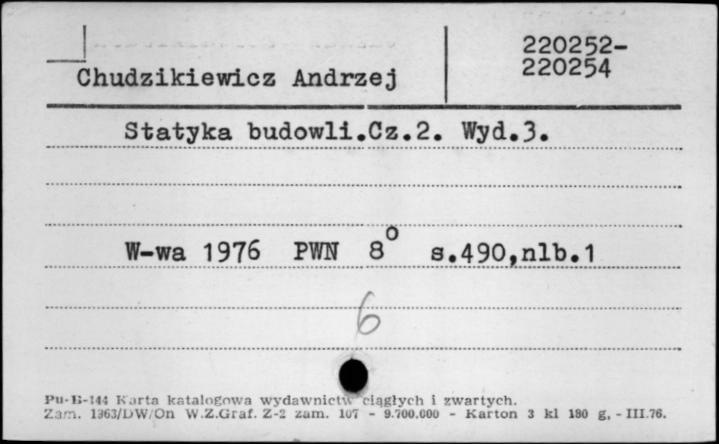 220252-
220254
Chudzikiewicz Andrzej
Statyka budowli.Cz.2. Wyd.3.
W-wa 1976 PWN 8° s.490,nlb.1
6
Pu-B-144 Karta katalogowa wydawnictw ciągłych i zwartych.
Zam. 1963/DW/On W.Z.Graf. Z-2 zam. 107 - 9.700.000 - Karton 3 kl 180 g, - III.76.